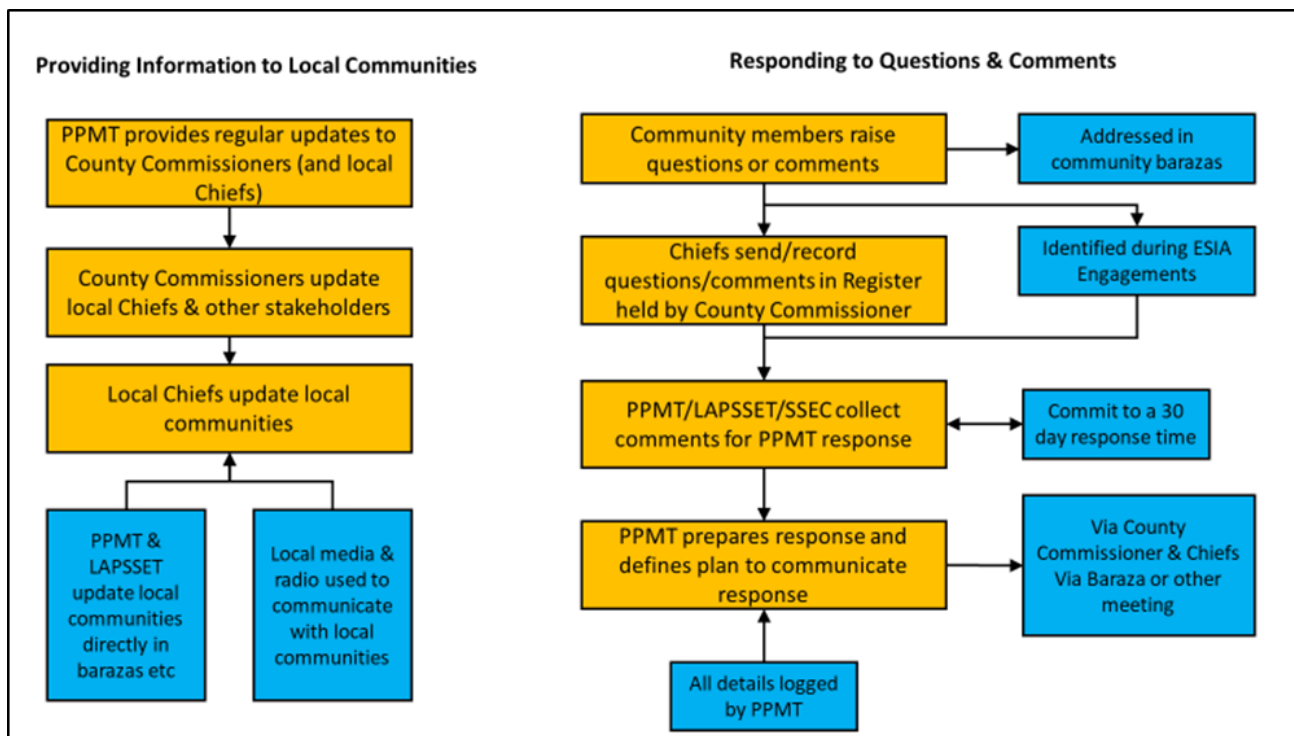 Providing Information to Local Communities
PPMT provides regular updates to
County Commissioners (and local
Chiefs)
County Commissioners update
local Chiefs & other stakeholders
Local Chiefs update local
communities
PPMT &
LAPSSET
update local
communities
directly in
barazas etc
Local media &
radio used to
communicate
with local
communities
Responding to Questions & Comments
Community members raise
questions or comments
Addressed in
community barazas
Chiefs send/record
questions/comments in Register
held by County Commissioner
Identified during ESIA
Engagements
PPMT/LAPSSET/SSEC collect
comments for PPMT response
Commit to a 30
day response time
PPMT prepares response and
defines plan to communicate
response
Via County
Commissioner & Chiefs
Via Baraza or other
meeting
All details logged
by PPMT